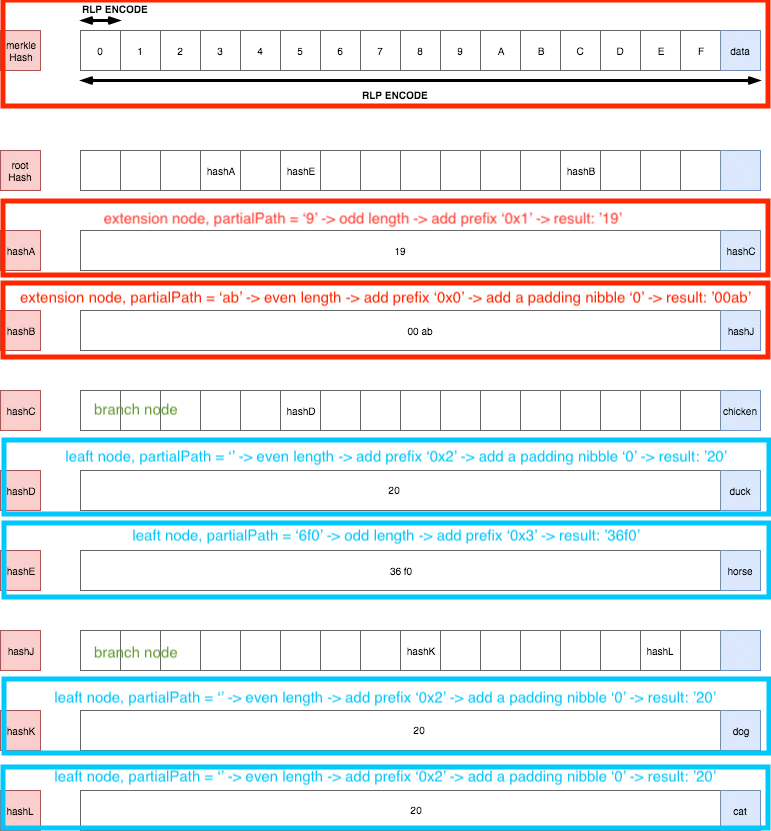 RLP ENCODE
merkle
Hash
0 1 2 3 4 5 6 7 8 9 A B C D E F data
RLP ENCODE
root
Hash
hashA hashE hashB
extension node, partialPath = ‘9’ -> odd length -> add prefix ‘0x1’ -> result: ’19’
hashA 19 hashC
extension node, partialPath = ‘ab’ -> even length -> add prefix ‘0x0’ -> add a padding nibble ‘0’ -> result: ’00ab’
hashB 00 ab hashJ
hashC branch node hashD chicken
leaft node, partialPath = ‘’ -> even length -> add prefix ‘0x2’ -> add a padding nibble ‘0’ -> result: ’20’
hashD 20 duck
leaft node, partialPath = ‘6f0’ -> odd length -> add prefix ‘0x3’ -> result: ’36f0’
hashE 36 f0 horse
hashJ branch node hashK hashL
leaft node, partialPath = ‘’ -> even length -> add prefix ‘0x2’ -> add a padding nibble ‘0’ -> result: ’20’
hashK 20 dog
leaft node, partialPath = ‘’ -> even length -> add prefix ‘0x2’ -> add a padding nibble ‘0’ -> result: ’20’
hashL 20 cat